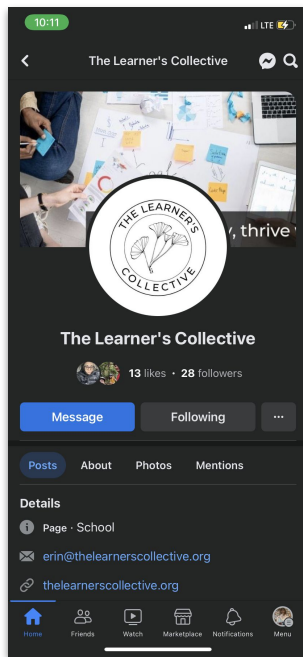 10:11
LTE
The Learner's Collective
, thrive
THE LEARNER'S
COLLECTIVE
The Learner's Collective
13 likes · 28 followers
Message
Following
Posts
About
Photos
Mentions
Details
Page · School
erin@thelearnerscollective.org
thelearnerscollective.org
Home
Friends
Watch
Marketplace
Notifications
Menu